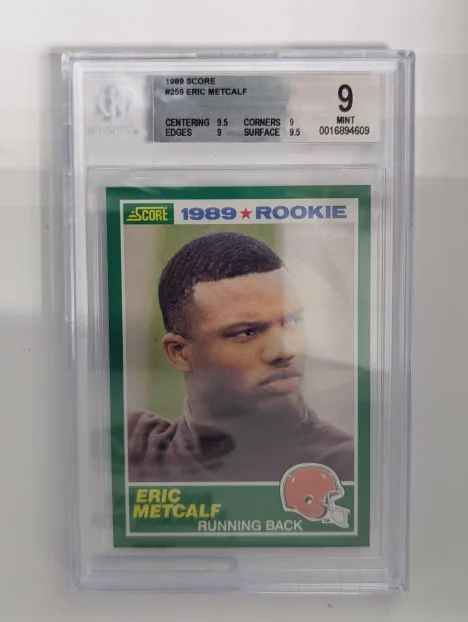 1989 SCORE
#259 ERIC METCALF
CENTERING 9.5 CORNERS 9
EDGES 9 SURFACE 9.5
9
MINT
0016894609
SCORE 1989 ★ ROOKIE
ERIC
METCALF
RUNNING BACK